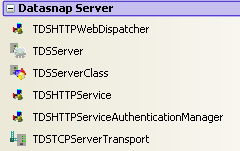 Datasnap Server
TDSHTTPWebDispatcher
TDSServer
TDSServerClass
TDSHTTPService
TDSHTTPServiceAuthenticationManager
TDSTCPServerTransport